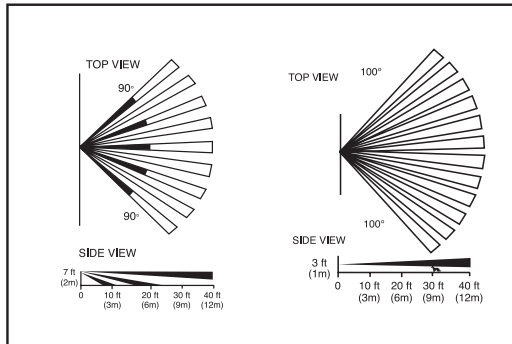 TOP VIEW
90°
90°
SIDE VIEW
7 ft
(2m)
0 10 ft 20 ft 30 ft 40 ft
(3m) (6m) (9m) (12m)
TOP VIEW
100°
100°
SIDE VIEW
3 ft
(1m)
0 10 ft 20 ft 30 ft 40 ft
(3m) (6m) (9m) (12m)